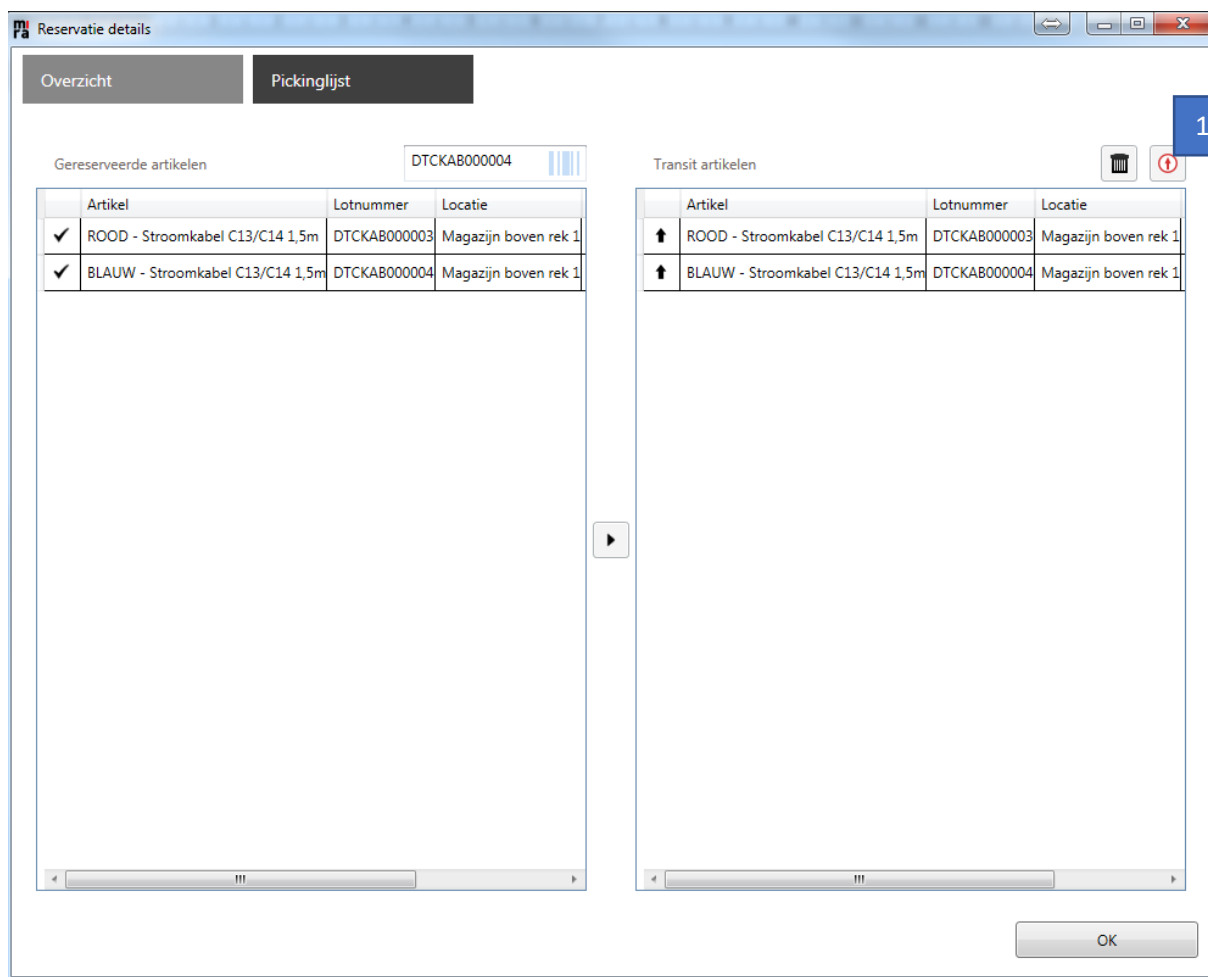 mira Reservatie details
Overzicht Pickinglijst
1
Gereserveerde artikelen DTCKAB000004 Transit artikelen
Artikel Lotnummer Locatie Artikel Lotnummer Locatie
ROOD - Stroomkabel C13/C14 1,5m DTCKAB000003 Magazijn boven rek 1 ROOD - Stroomkabel C13/C14 1,5m DTCKAB000003 Magazijn boven rek 1
BLAUW - Stroomkabel C13/C14 1,5m DTCKAB000004 Magazijn boven rek 1 BLAUW - Stroomkabel C13/C14 1,5m DTCKAB000004 Magazijn boven rek 1
OK